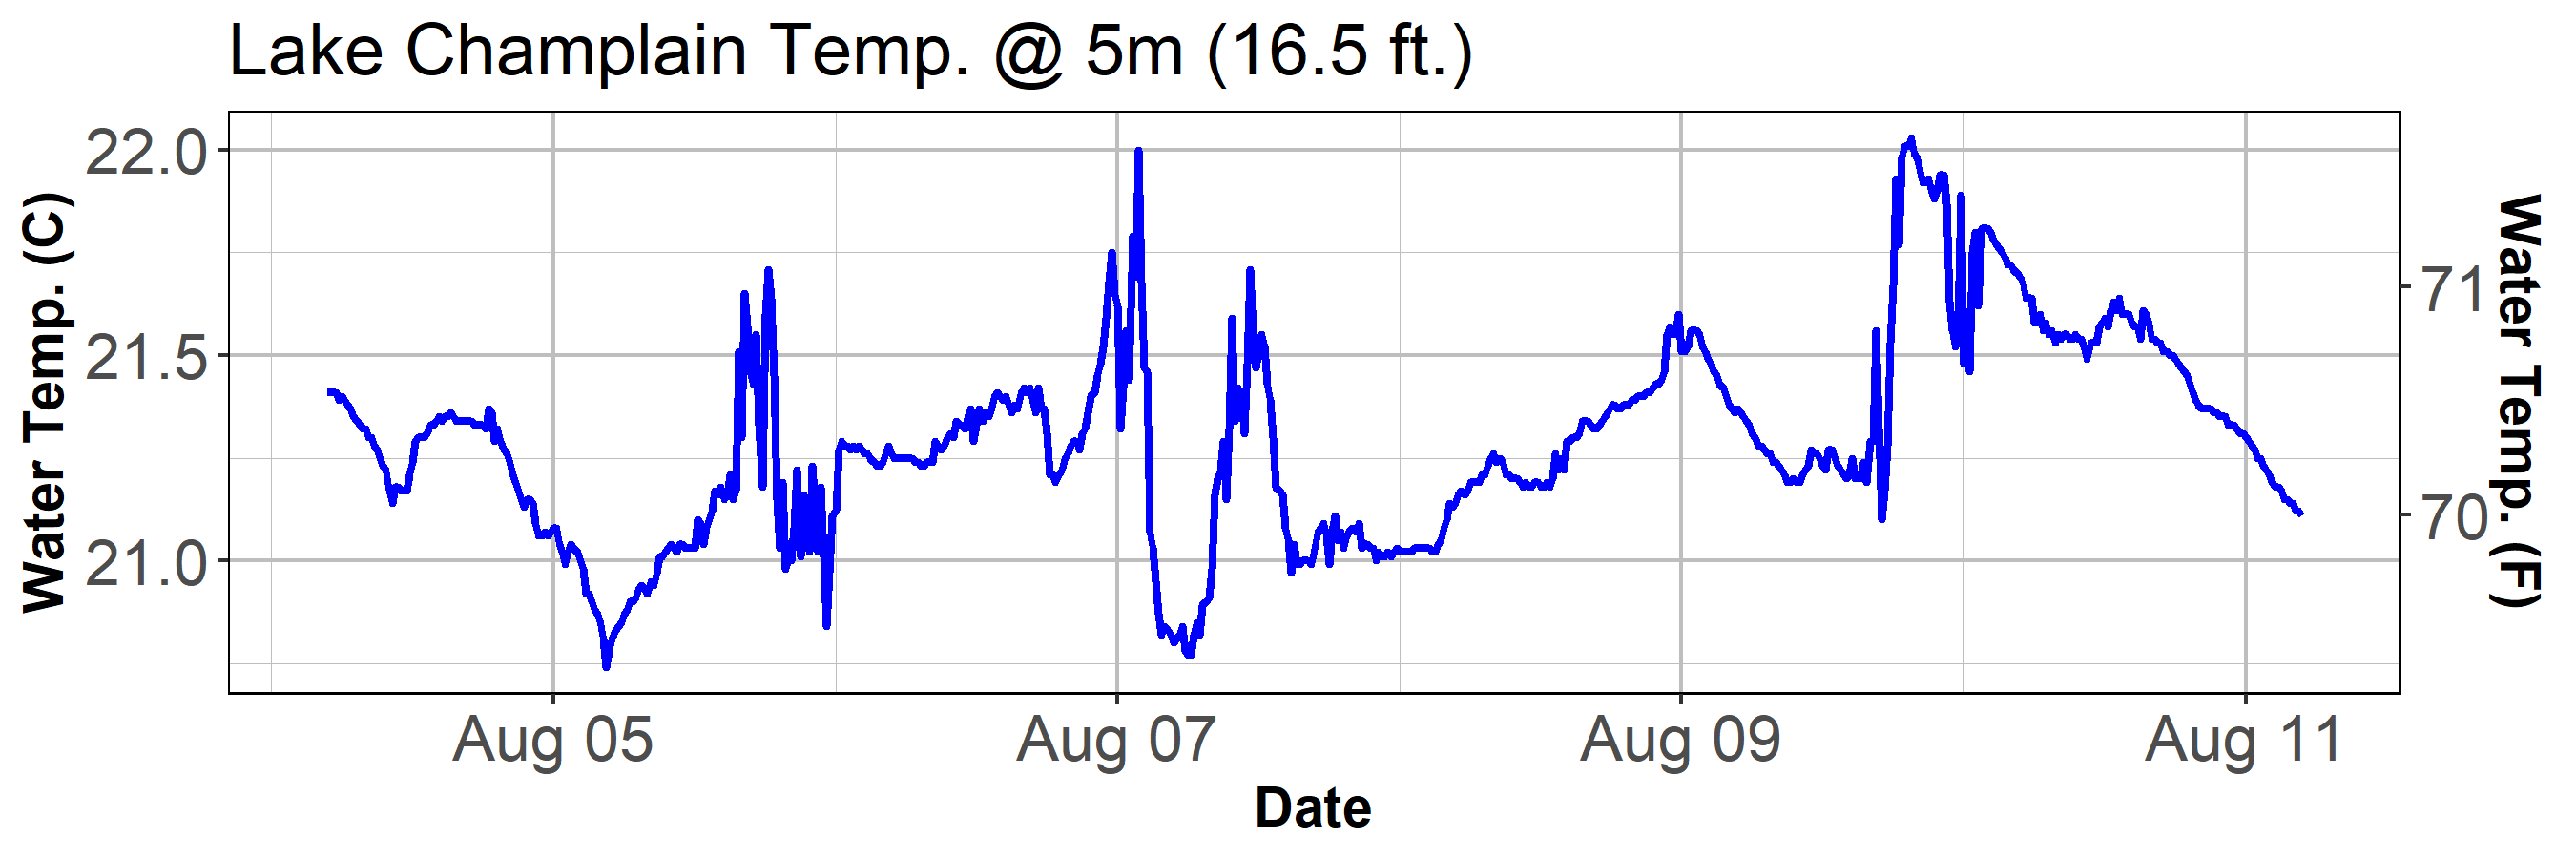 Lake Champlain Temp. @ 5m (16.5 ft.)
Water Temp. (C)
22.0
21.5
21.0
71
70
Water Temp. (F)
Aug 05 Aug 07 Aug 09 Aug 11
Date